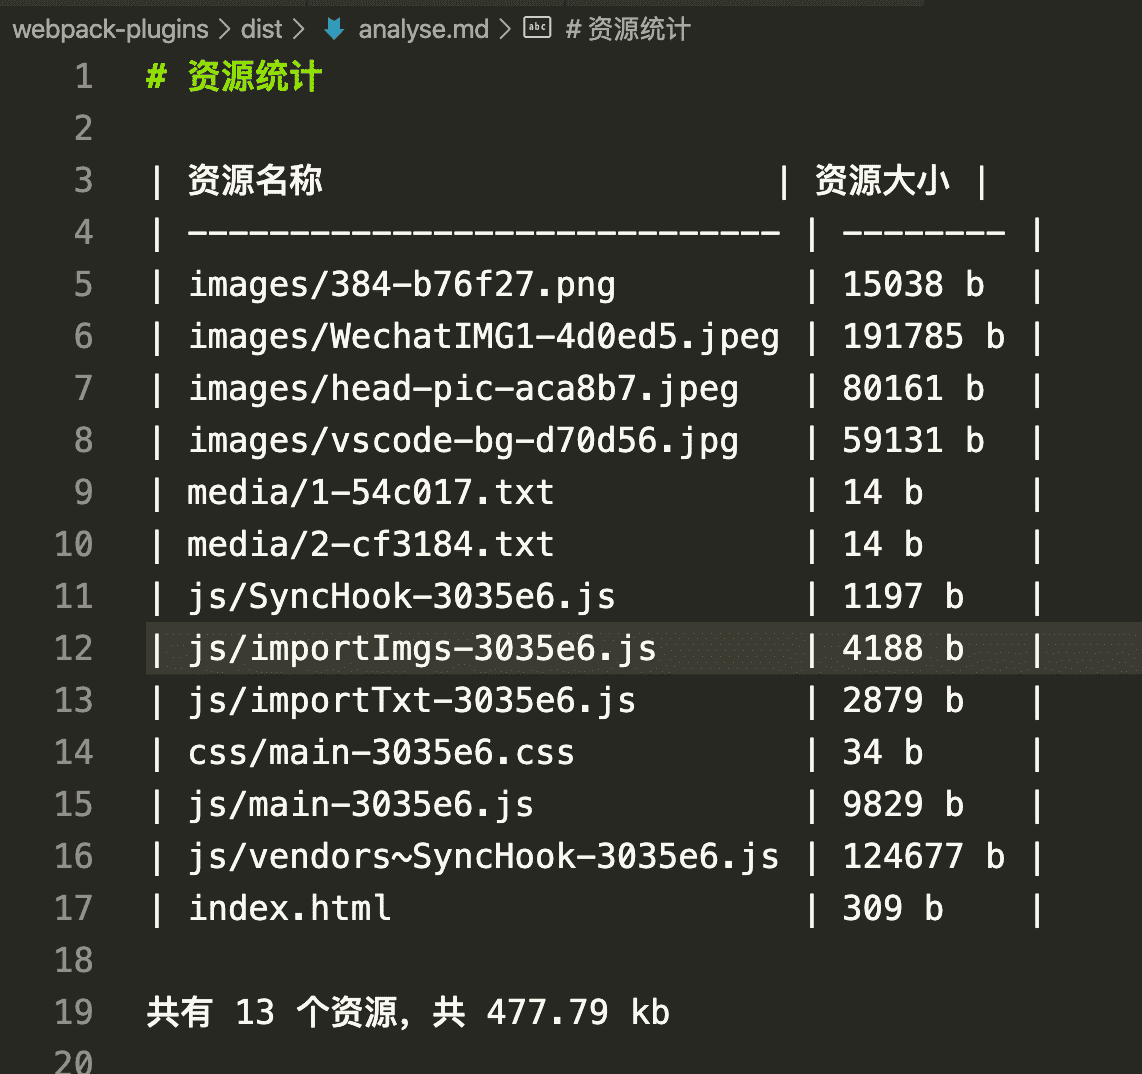 webpack-plugins > dist > analyse.md > abc # 资源统计
1 # 资源统计
2
3 | 资源名称 | 资源大小 |
4 | ----------------------------- | -------- |
5 | images/384-b76f27.png | 15038 b |
6 | images/WechatIMG1-4d0ed5.jpeg | 191785 b |
7 | images/head-pic-aca8b7.jpeg | 80161 b |
8 | images/vscode-bg-d70d56.jpg | 59131 b |
9 | media/1-54c017.txt | 14 b |
10 | media/2-cf3184.txt | 14 b |
11 | js/SyncHook-3035e6.js | 1197 b |
12 | js/importImgs-3035e6.js | 4188 b |
13 | js/importTxt-3035e6.js | 2879 b |
14 | css/main-3035e6.css | 34 b |
15 | js/main-3035e6.js | 9829 b |
16 | js/vendors~SyncHook-3035e6.js | 124677 b |
17 | index.html | 309 b |
18
19 共有 13 个资源，共 477.79 kb
20